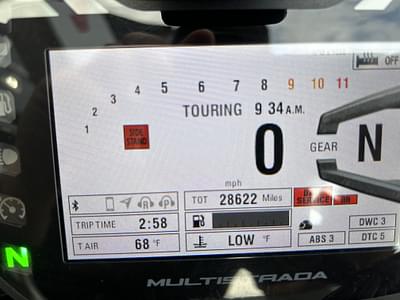 OFF
1 2 3 4 5 6 7 8 9 10 11
TOURING 9 34 A.M.
SIDE STAND
0 GEAR N
mph
R P
TOT 28622 Miles
SERVICE
TRIP TIME 2:58
DWC 3
T AIR 68 °F
LOW °F
ABS 3
DTC 5
N
MULTISTRADA